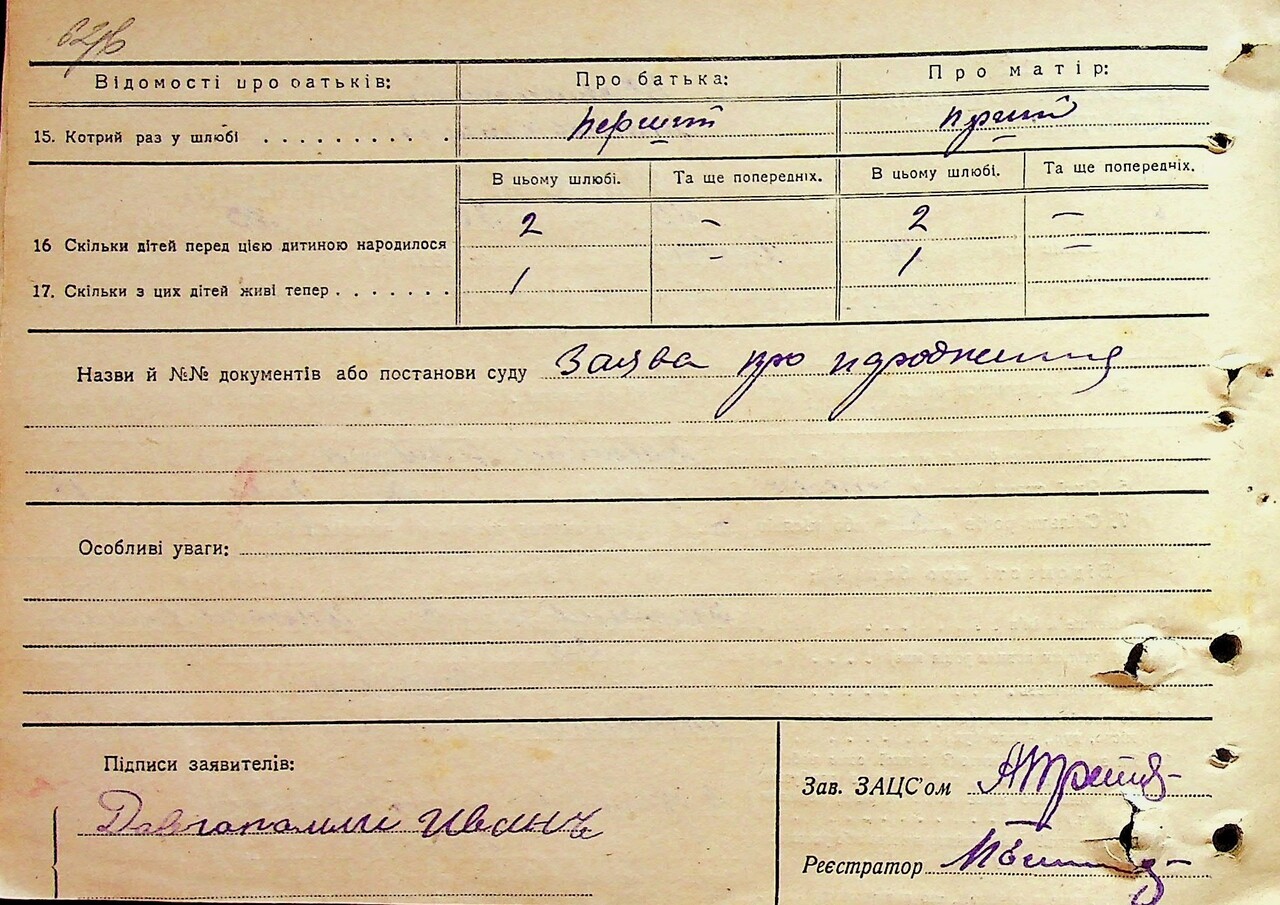 Відомості про батьків: Про батька: Про матір:
15. Котрий раз у шлюбі . . . . . . . . . перший
В цьому шлюбі. Та ще попередніх. В цьому шлюбі. Та ще попередніх.
16 Скільки дітей перед цією дитиною народилося 2 – 2 –
17. Скільки з цих дітей живі тепер . . . . . . . 1 – 1 –
Назви й №№ документів або постанови суду Заява про
Особливі уваги:
Підписи заявителів:
Зав. ЗАЦС'ом
Иванъ
Реєстратор